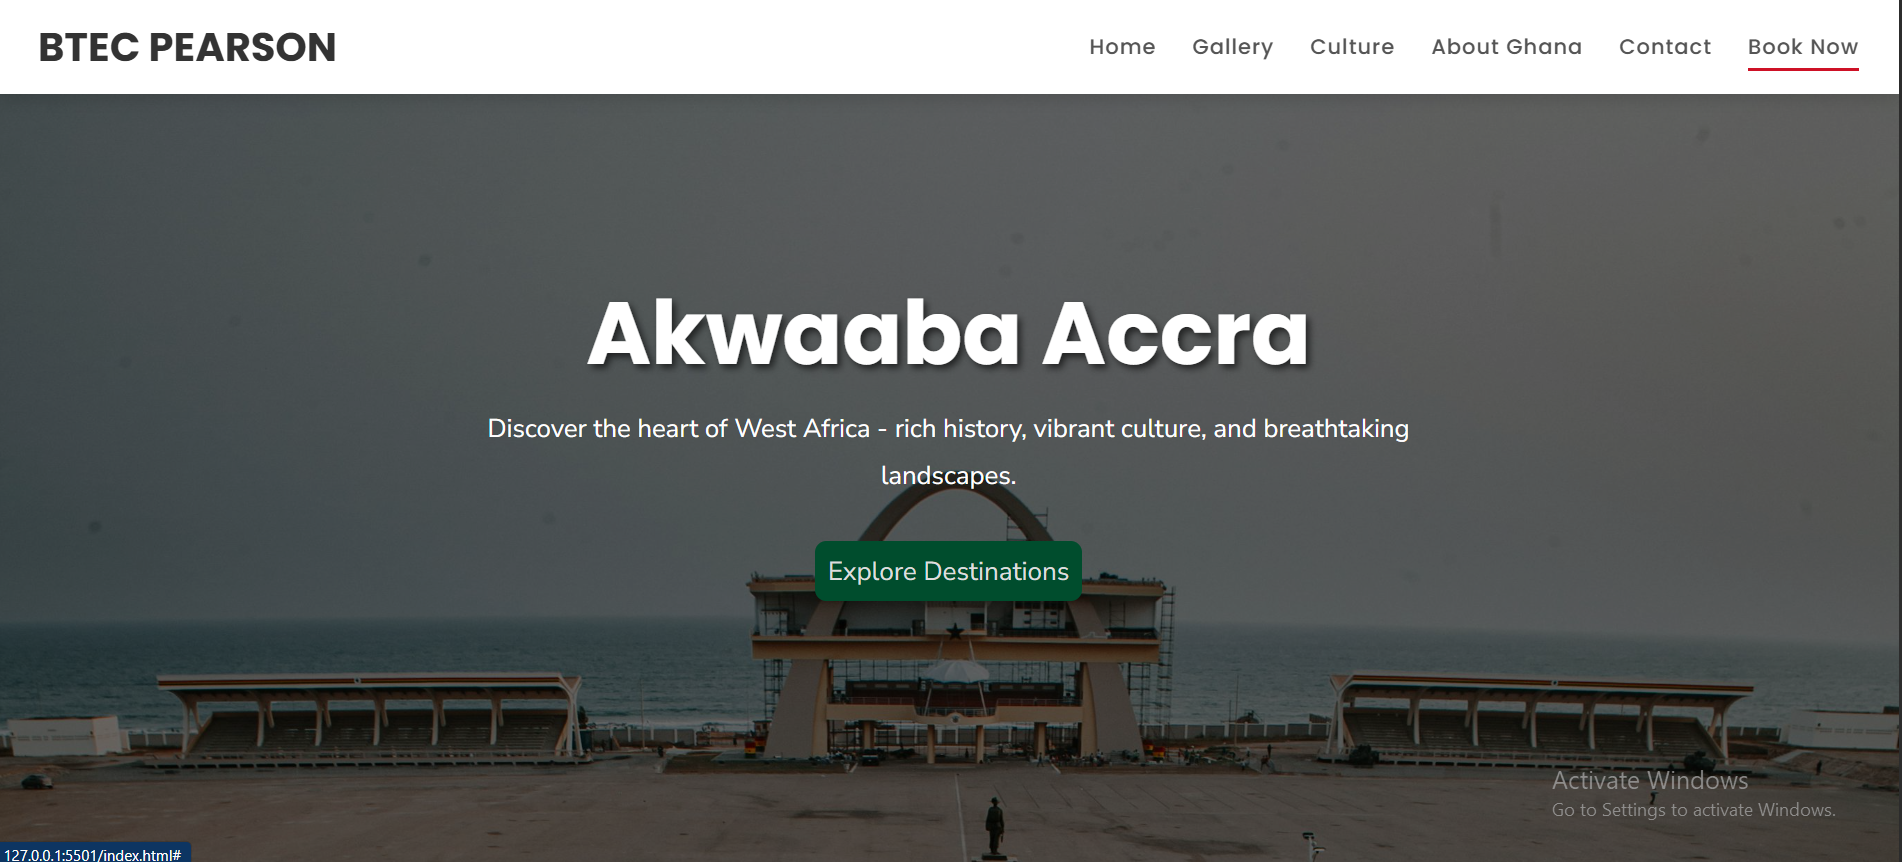 BTEC PEARSON
Home Gallery Culture About Ghana Contact Book Now
Akwaaba Accra
Discover the heart of West Africa - rich history, vibrant culture, and breathtaking
landscapes.
Explore Destinations
Activate Windows
Go to Settings to activate Windows.
127.0.0.1:5501/index.html#